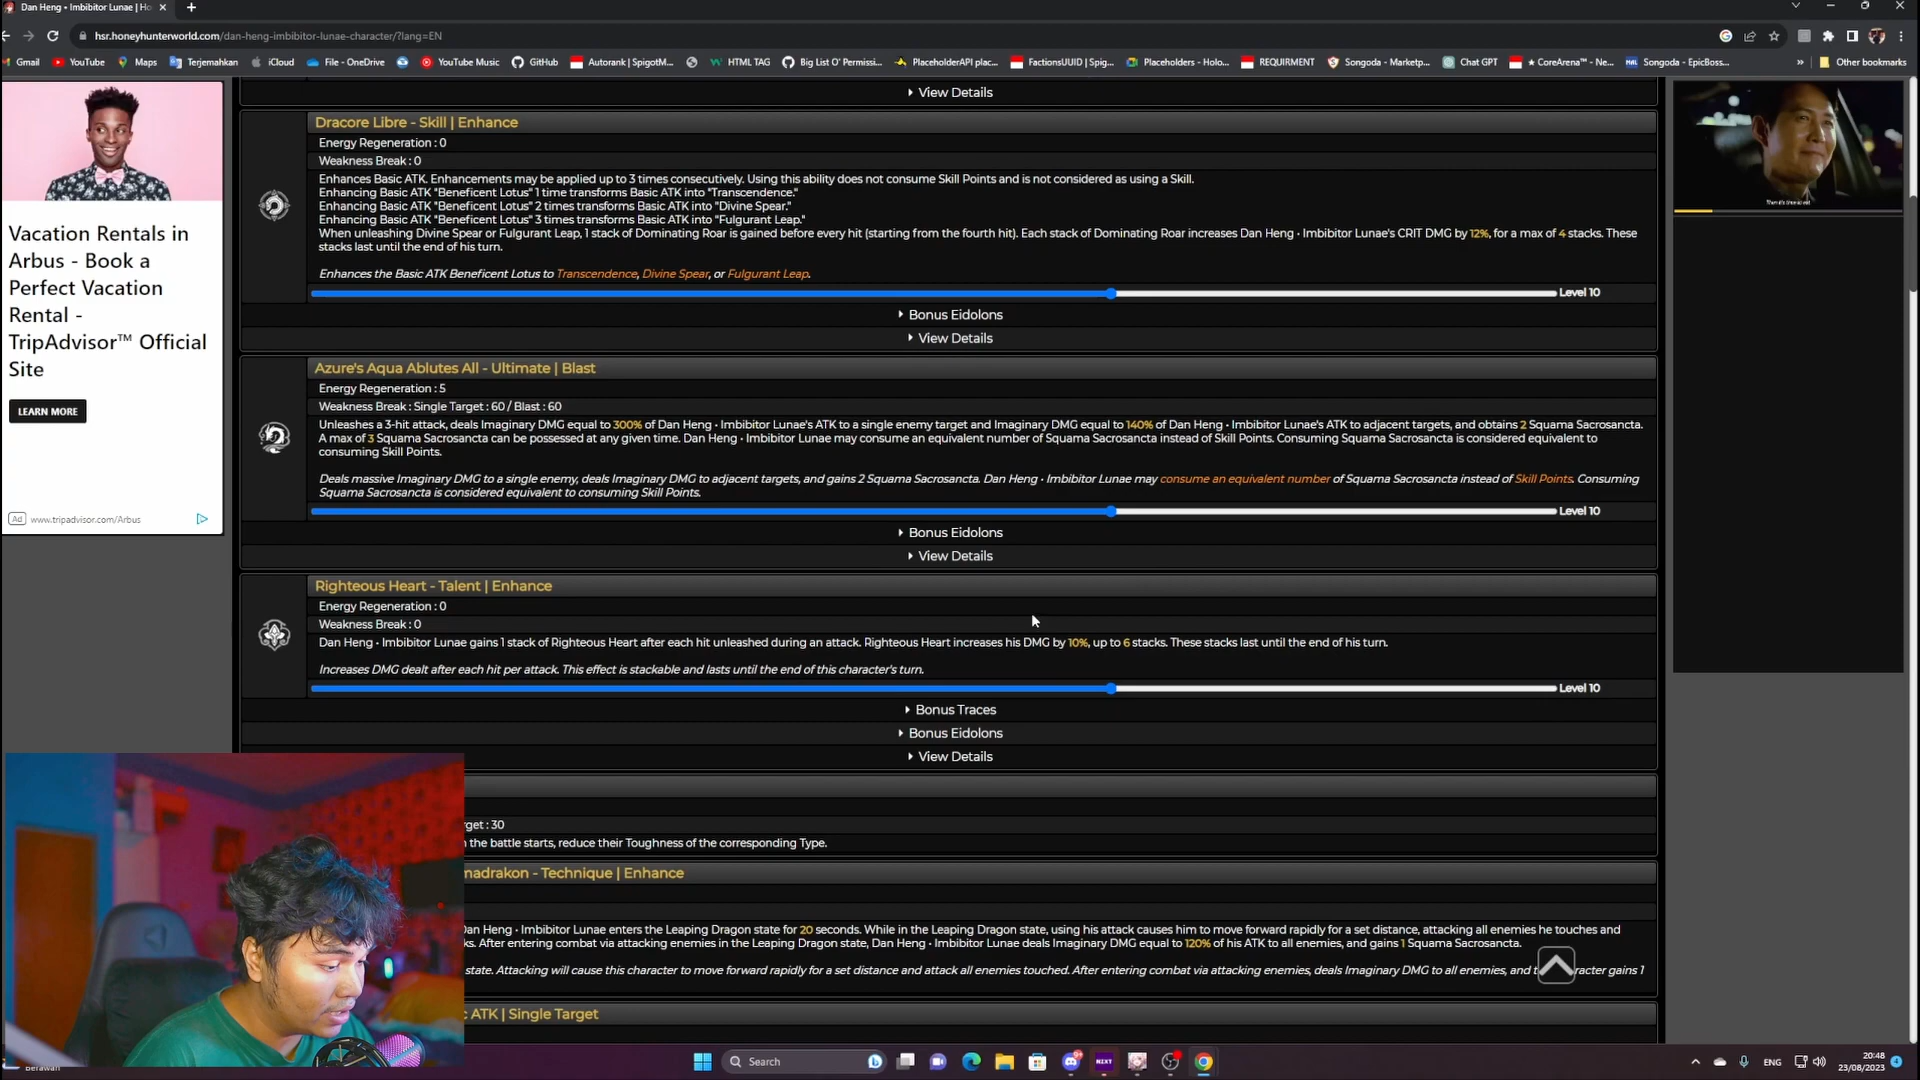 Dan Heng • Imbibitor Lunae | Ho
hsr.honeyhunterworld.com/dan-heng-imbibitor-lunae-character/?lang=EN
Gmail YouTube Maps Terjemahkan iCloud File - OneDrive YouTube Music GitHub Autorank | SpigotM... HTML TAG Big List O' Permissi... PlaceholderAPI plac... FactionsUUID | Spig... Placeholders - Holo... REQUIRMENT Songoda - Marketp... Chat GPT ★ CoreArena™ - Ne... Songoda - EpicBoss... » Other bookmarks
View Details
Dracore Libre - Skill | Enhance
Energy Regeneration : 0
Weakness Break : 0
Enhances Basic ATK. Enhancements may be applied up to 3 times consecutively. Using this ability does not consume Skill Points and is not considered as using a Skill.
Enhancing Basic ATK "Beneficent Lotus" 1 time transforms Basic ATK into "Transcendence."
Enhancing Basic ATK "Beneficent Lotus" 2 times transforms Basic ATK into "Divine Spear."
Enhancing Basic ATK "Beneficent Lotus" 3 times transforms Basic ATK into "Fulgurant Leap."
When unleashing Divine Spear or Fulgurant Leap, 1 stack of Dominating Roar is gained before every hit (starting from the fourth hit). Each stack of Dominating Roar increases Dan Heng • Imbibitor Lunae's CRIT DMG by 12%, for a max of 4 stacks. These
stacks last until the end of his turn.
Enhances the Basic ATK Beneficent Lotus to Transcendence, Divine Spear, or Fulgurant Leap.
Level 10
Bonus Eidolons
View Details
Azure's Aqua Ablutes All - Ultimate | Blast
Energy Regeneration : 5
Weakness Break : Single Target : 60 / Blast : 60
Unleashes a 3-hit attack, deals Imaginary DMG equal to 300% of Dan Heng • Imbibitor Lunae's ATK to a single enemy target and Imaginary DMG equal to 140% of Dan Heng • Imbibitor Lunae's ATK to adjacent targets, and obtains 2 Squama Sacrosancta.
A max of 3 Squama Sacrosancta can be possessed at any given time. Dan Heng • Imbibitor Lunae may consume an equivalent number of Squama Sacrosancta instead of Skill Points. Consuming Squama Sacrosancta is considered equivalent to
consuming Skill Points.
Deals massive Imaginary DMG to a single enemy, deals Imaginary DMG to adjacent targets, and gains 2 Squama Sacrosancta. Dan Heng • Imbibitor Lunae may consume an equivalent number of Squama Sacrosancta instead of Skill Points. Consuming
Squama Sacrosancta is considered equivalent to consuming Skill Points.
Level 10
Bonus Eidolons
View Details
Righteous Heart - Talent | Enhance
Energy Regeneration : 0
Weakness Break : 0
Dan Heng • Imbibitor Lunae gains 1 stack of Righteous Heart after each hit unleashed during an attack. Righteous Heart increases his DMG by 10%, up to 6 stacks. These stacks last until the end of his turn.
Increases DMG dealt after each hit per attack. This effect is stackable and lasts until the end of this character's turn.
Level 10
Bonus Traces
Bonus Eidolons
View Details
rget : 30
the battle starts, reduce their Toughness of the corresponding Type.
madrakon - Technique | Enhance
Dan Heng • Imbibitor Lunae enters the Leaping Dragon state for 20 seconds. While in the Leaping Dragon state, using his attack causes him to move forward rapidly for a set distance, attacking all enemies he touches and
ks. After entering combat via attacking enemies in the Leaping Dragon state, Dan Heng • Imbibitor Lunae deals Imaginary DMG equal to 120% of his ATK to all enemies, and gains 1 Squama Sacrosancta.
state. Attacking will cause this character to move forward rapidly for a set distance and attack all enemies touched. After entering combat via attacking enemies, deals Imaginary DMG to all enemies, and t racter gains 1
c ATK | Single Target
Vacation Rentals in
Arbus - Book a
Perfect Vacation
Rental -
TripAdvisor™ Official
Site
LEARN MORE
Ad www.tripadvisor.com/Arbus
Search
NIXT
ENG
20:48
23/08/2023
4
Berawan